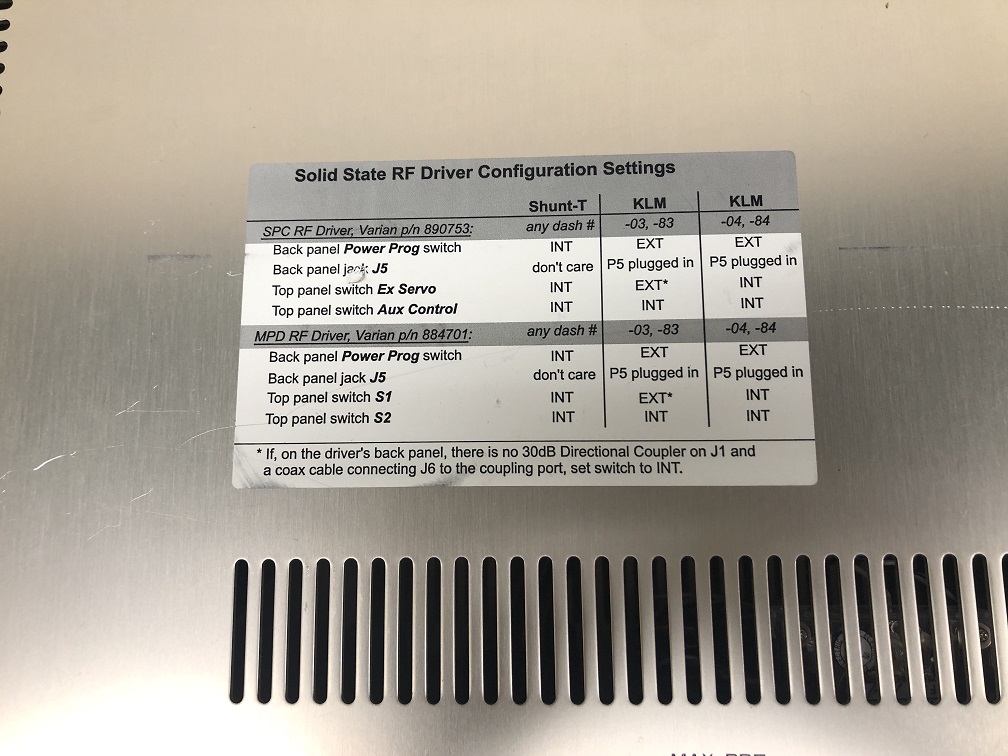 Solid State RF Driver Configuration Settings
Shunt-T KLM KLM
SPC RF Driver, Varian p/n 890753: any dash # -03, -83 -04, -84
Back panel Power Prog switch INT EXT EXT
Back panel jack J5 don't care P5 plugged in P5 plugged in
Top panel switch Ex Servo INT EXT* INT
Top panel switch Aux Control INT INT INT
MPD RF Driver, Varian p/n 884701: any dash # -03, -83 -04, -84
Back panel Power Prog switch INT EXT EXT
Back panel jack J5 don't care P5 plugged in P5 plugged in
Top panel switch S1 INT EXT* INT
Top panel switch S2 INT INT INT
* If, on the driver's back panel, there is no 30dB Directional Coupler on J1 and
a coax cable connecting J6 to the coupling port, set switch to INT.